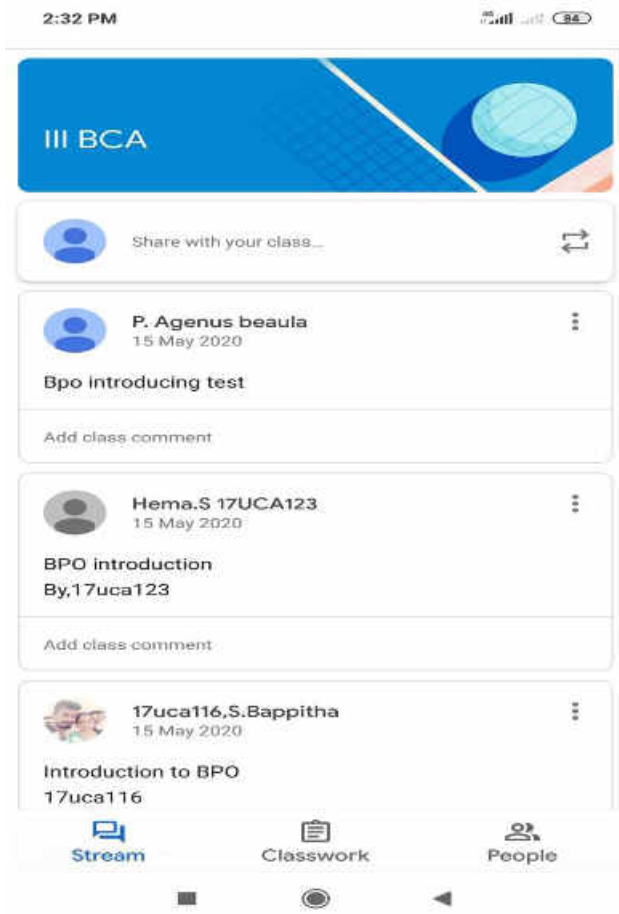 2:32 PM
84
III BCA
Share with your class...
P. Agenus beaula
15 May 2020
Bpo introducing test
Add class comment
Hema.S 17UCA123
15 May 2020
BPO introduction
By,17uca123
Add class comment
17uca116,S.Bappitha
15 May 2020
Introduction to BPO
17uca116
Stream
Classwork
People